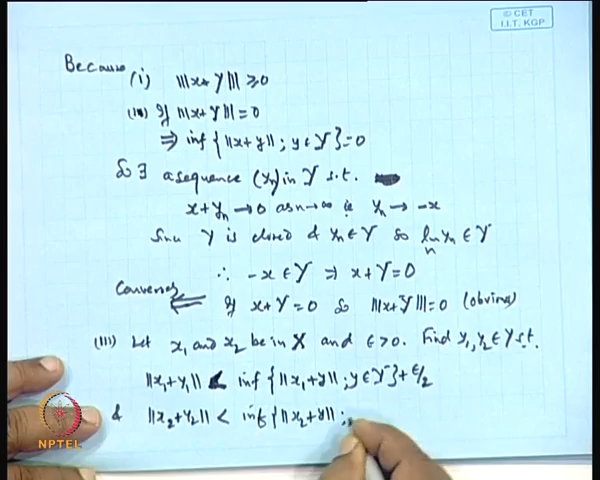 © CET
I.I.T. KGP
Because (i) |||x+Y||| ≥ 0
(ii) If |||x+Y||| = 0
⇒ inf { ||x+y|| ; y ∈ Y } = 0
So ∃ a sequence (yn) in Y s.t.
x+yn → 0 as n→∞ ie yn → -x
Since Y is closed & yn ∈ Y so lim yn ∈ Y
n
∴ -x ∈ Y ⇒ x+Y = 0
Conversely ⇐ If x+Y = 0 So |||x+Y||| = 0 (obvious)
(III) Let x1 and x2 be in X and ε>0. Find y1, y2 ∈ Y s.t.
||x1+y1|| < inf { ||x1+y|| ; y ∈ Y } + ε/2
& ||x2+y2|| < inf { ||x2+y|| ;
NPTEL